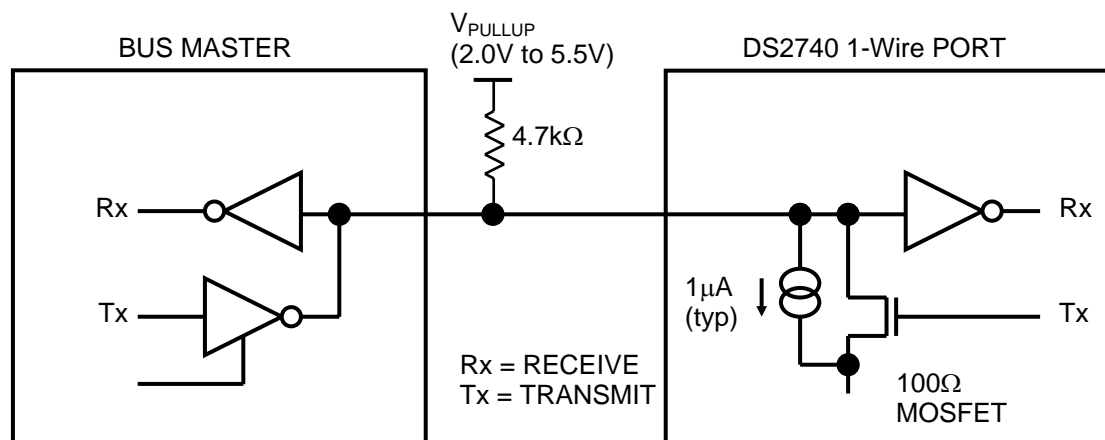 BUS MASTER
V_PULLUP
(2.0V to 5.5V)
DS2740 1-Wire PORT
4.7kΩ
Rx
Rx
Tx
1μA
(typ)
Tx
Rx = RECEIVE
Tx = TRANSMIT
100Ω
MOSFET